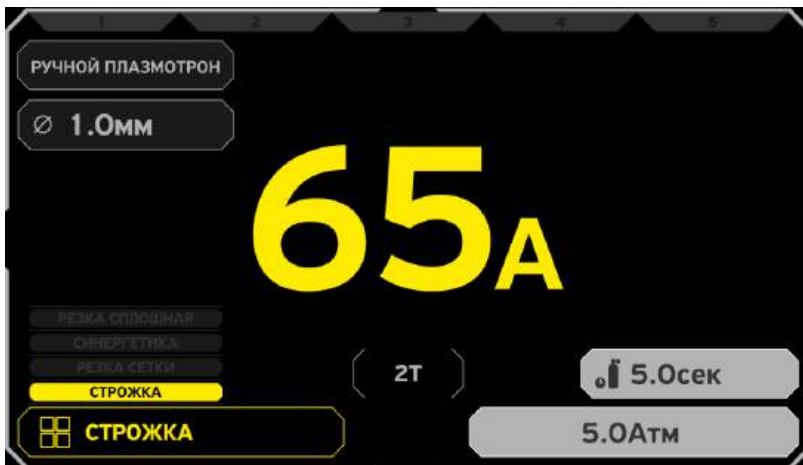 1 2 3 4 5
РУЧНОЙ ПЛАЗМОТРОН
Ø 1.0мм
65А
РЕЗКА СПЛОШНАЯ
СИНЕРГЕТИКА
РЕЗКА СЕТКИ
СТРОЖКА
2Т
5.0сек
СТРОЖКА
5.0Атм